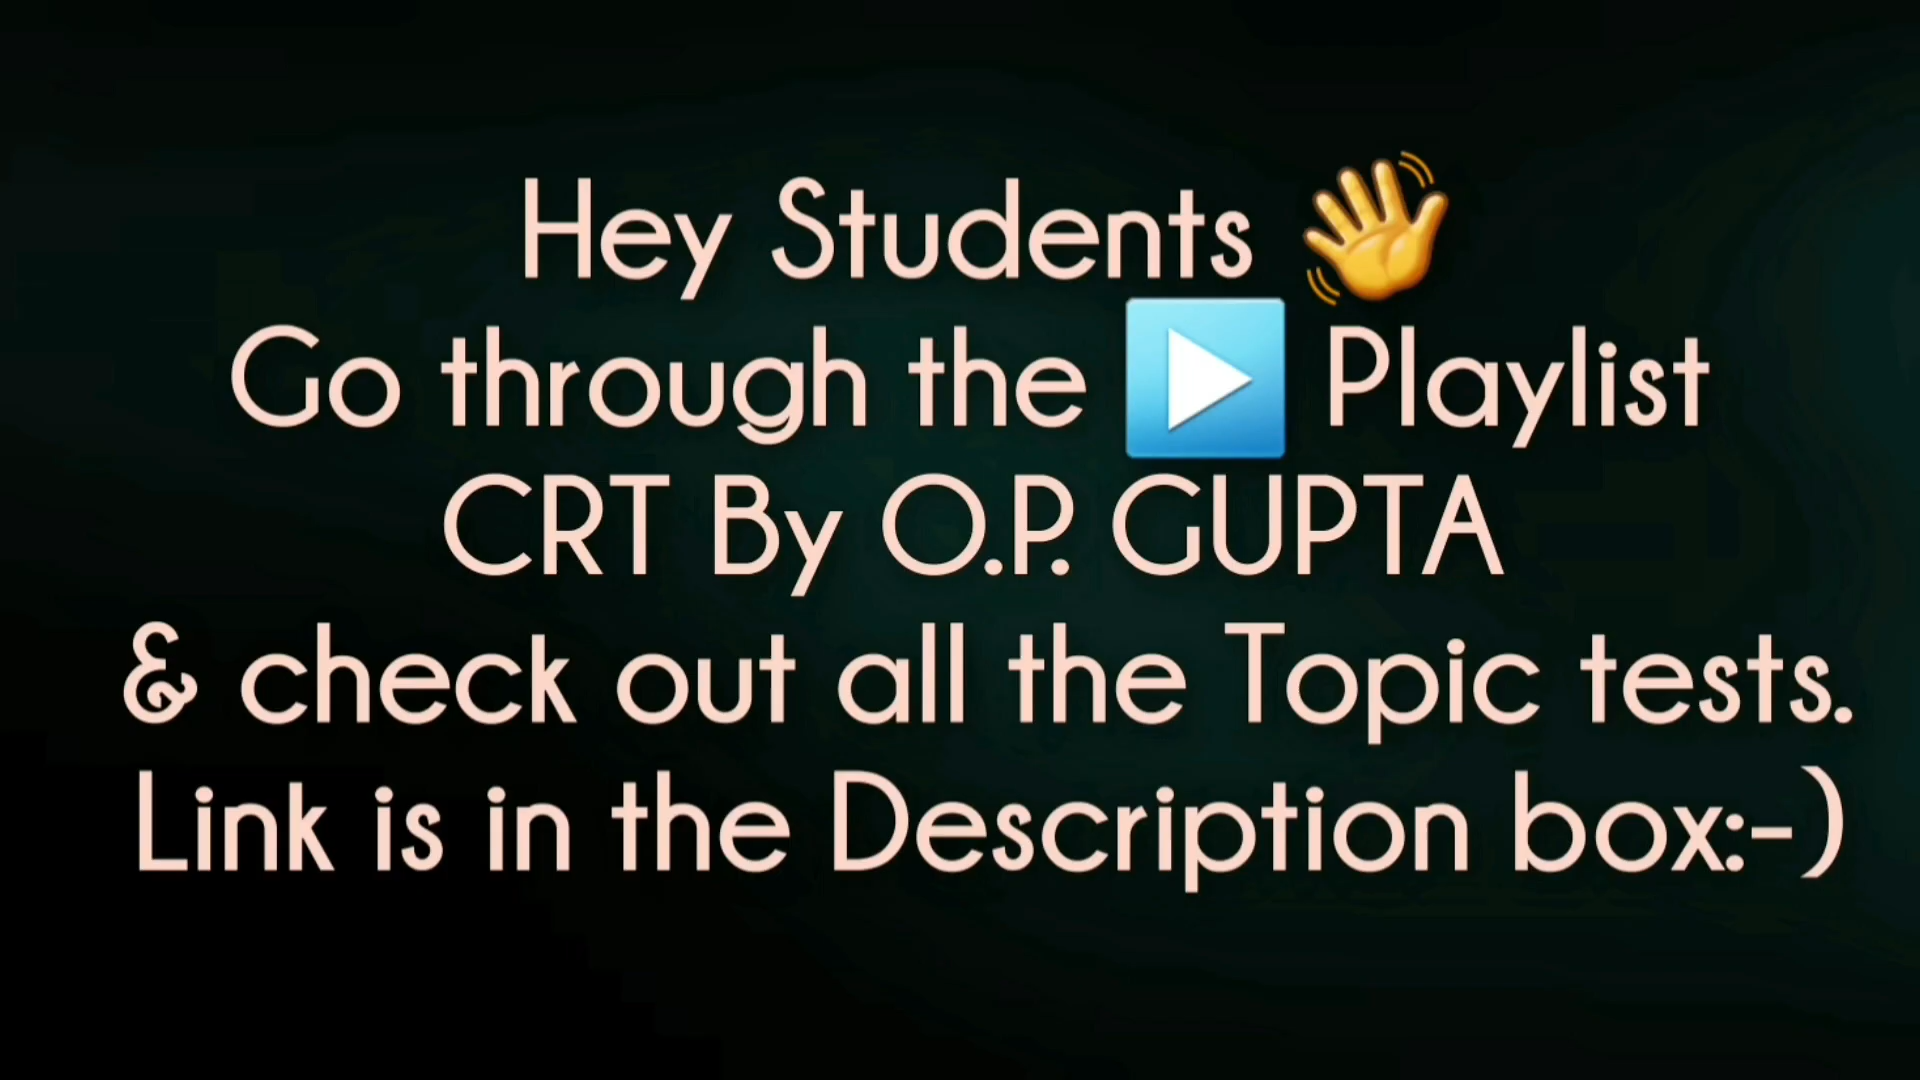 Hey Students 👋
Go through the ▶️ Playlist
CRT By O.P. GUPTA
& check out all the Topic tests.
Link is in the Description box:-)